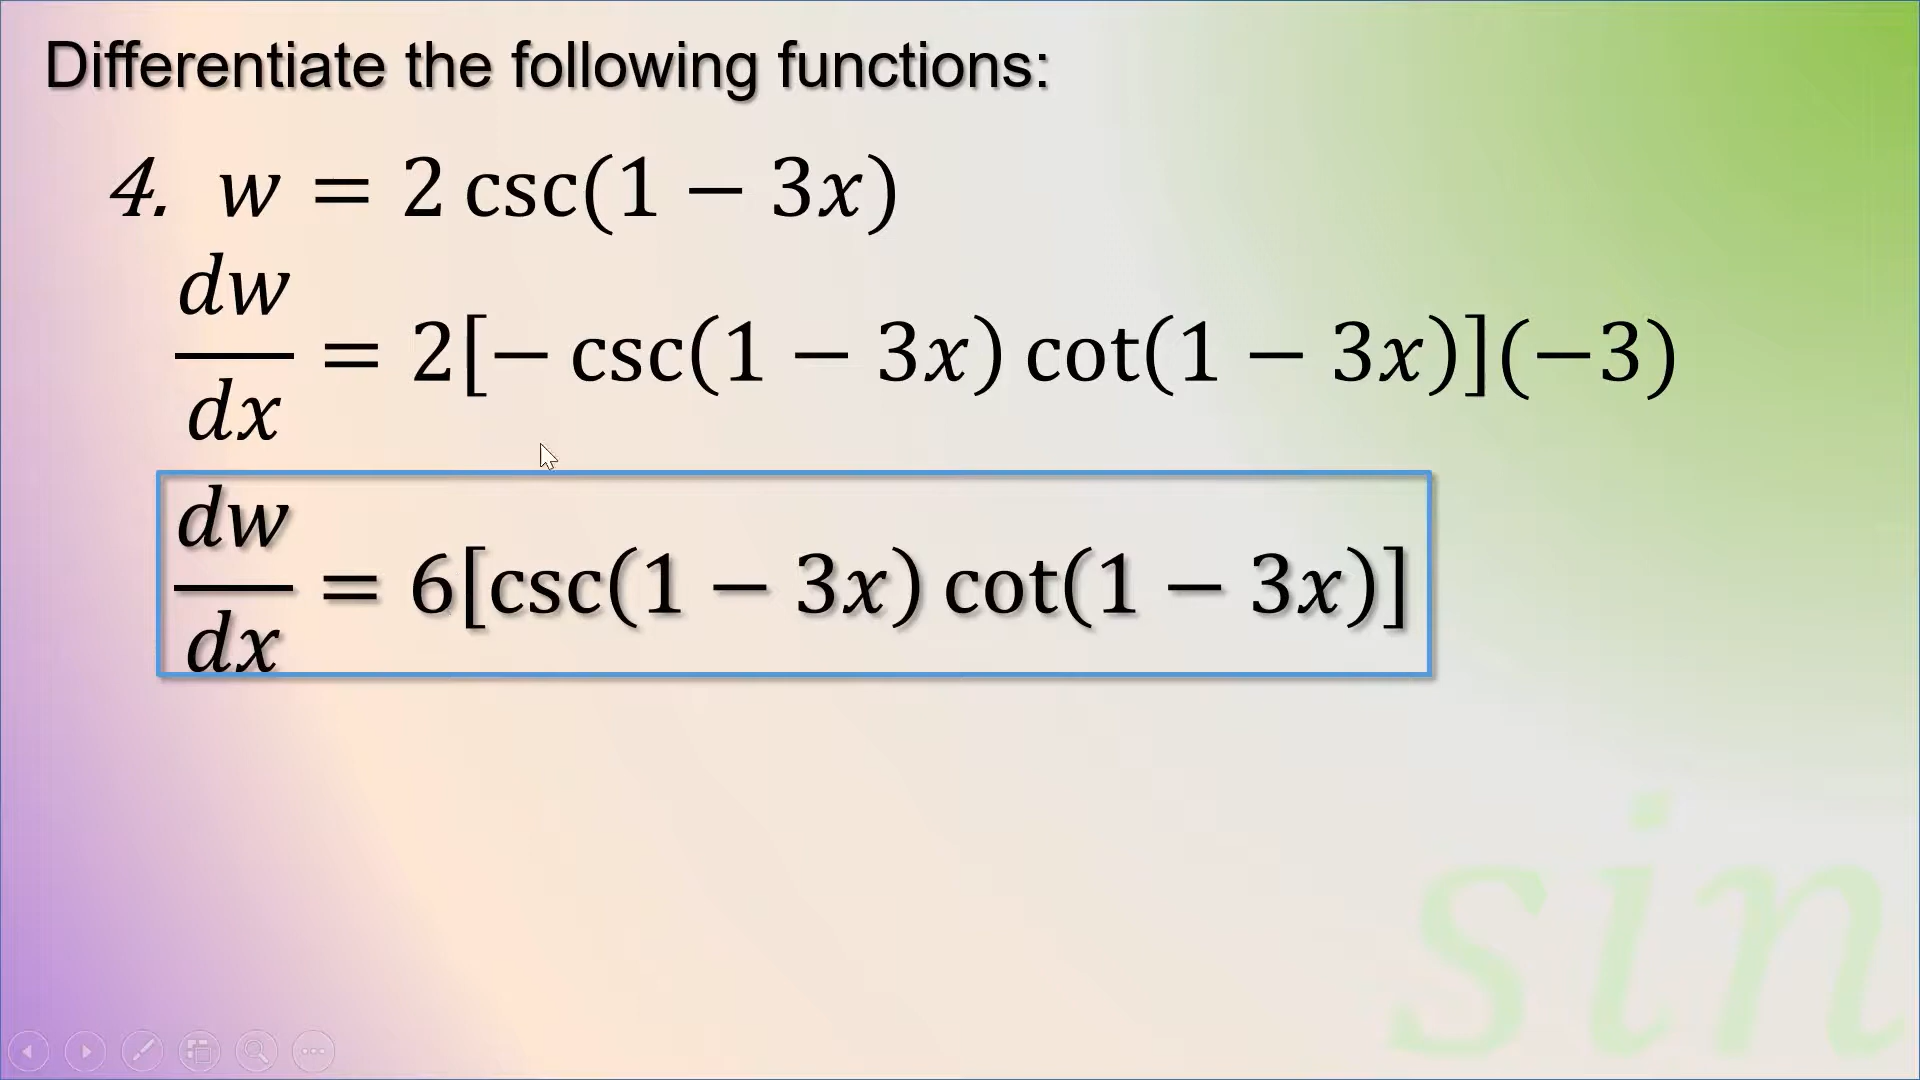 Differentiate the following functions:
4. w = 2 csc(1 − 3x)
dw/dx = 2[− csc(1 − 3x) cot(1 − 3x)](−3)
dw/dx = 6[csc(1 − 3x) cot(1 − 3x)]
sin